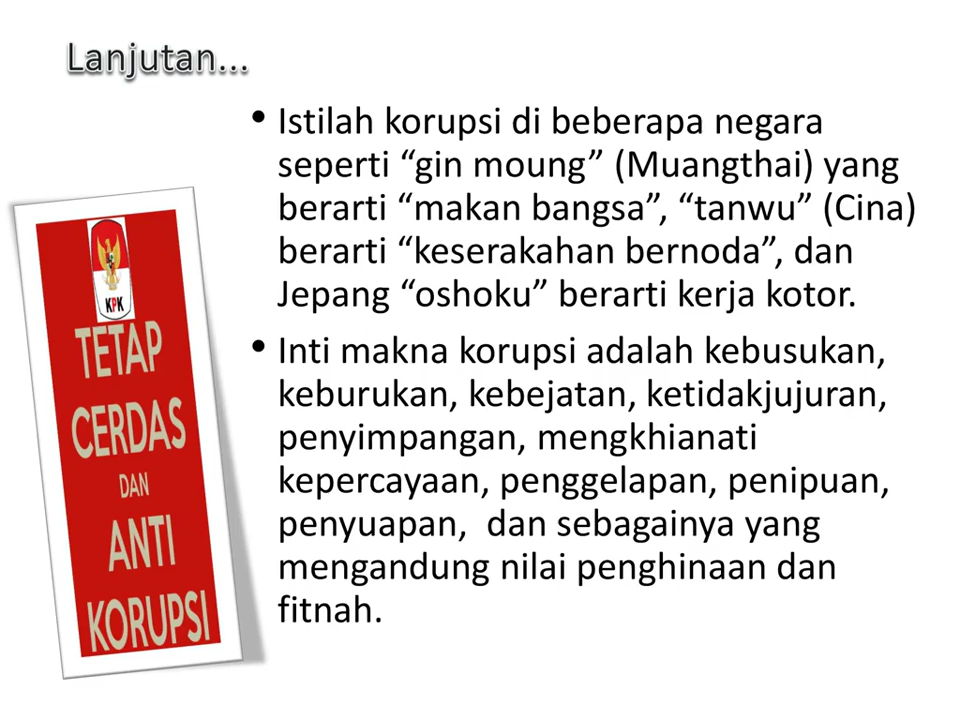 Lanjutan...
• Istilah korupsi di beberapa negara
seperti “gin moung” (Muangthai) yang
berarti “makan bangsa”, “tanwu” (Cina)
berarti “keserakahan bernoda”, dan
Jepang “oshoku” berarti kerja kotor.
• Inti makna korupsi adalah kebusukan,
keburukan, kebejatan, ketidakjujuran,
penyimpangan, mengkhianati
kepercayaan, penggelapan, penipuan,
penyuapan,  dan sebagainya yang
mengandung nilai penghinaan dan
fitnah.
KPK
TETAP
CERDAS
DAN
ANTI
KORUPSI